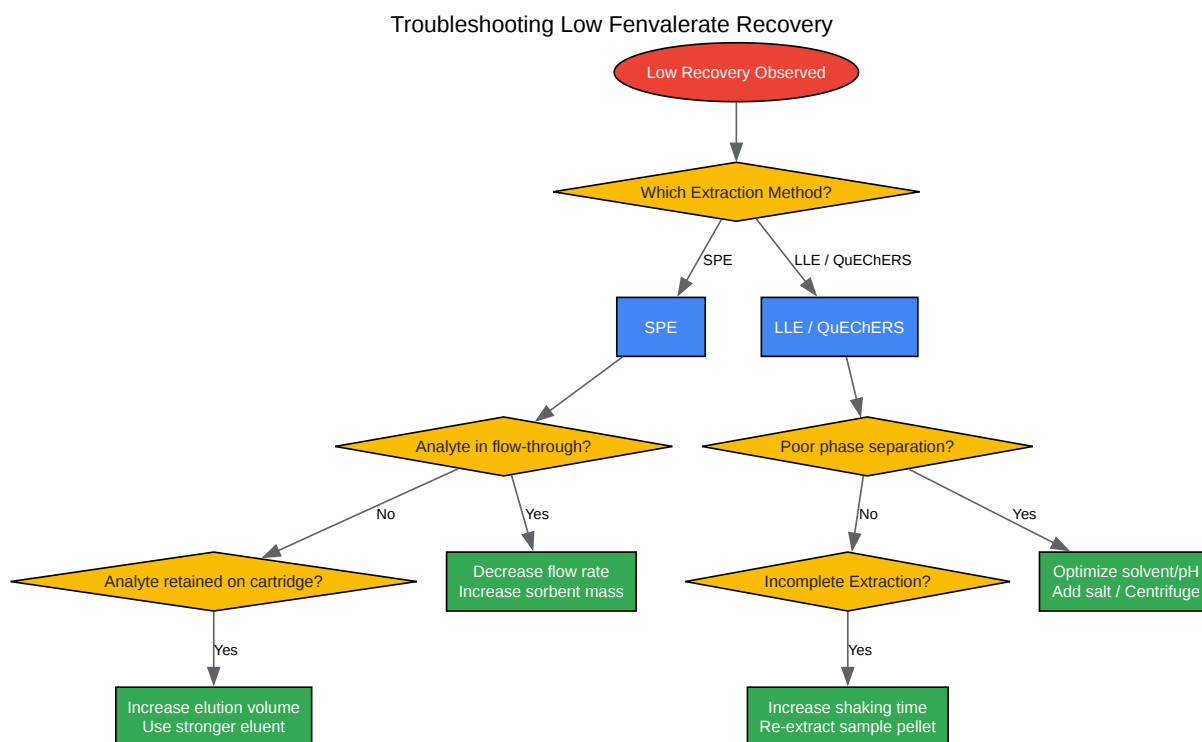 Troubleshooting Low Fenvalerate Recovery
Low Recovery Observed
Which Extraction Method?
SPE
LLE / QuEChERS
SPE
LLE / QuEChERS
Analyte in flow-through?
Poor phase separation?
No
Yes
No
Yes
Analyte retained on cartridge?
Decrease flow rate
Increase sorbent mass
Incomplete Extraction?
Optimize solvent/pH
Add salt / Centrifuge
Yes
Yes
Increase elution volume
Use stronger eluent
Increase shaking time
Re-extract sample pellet